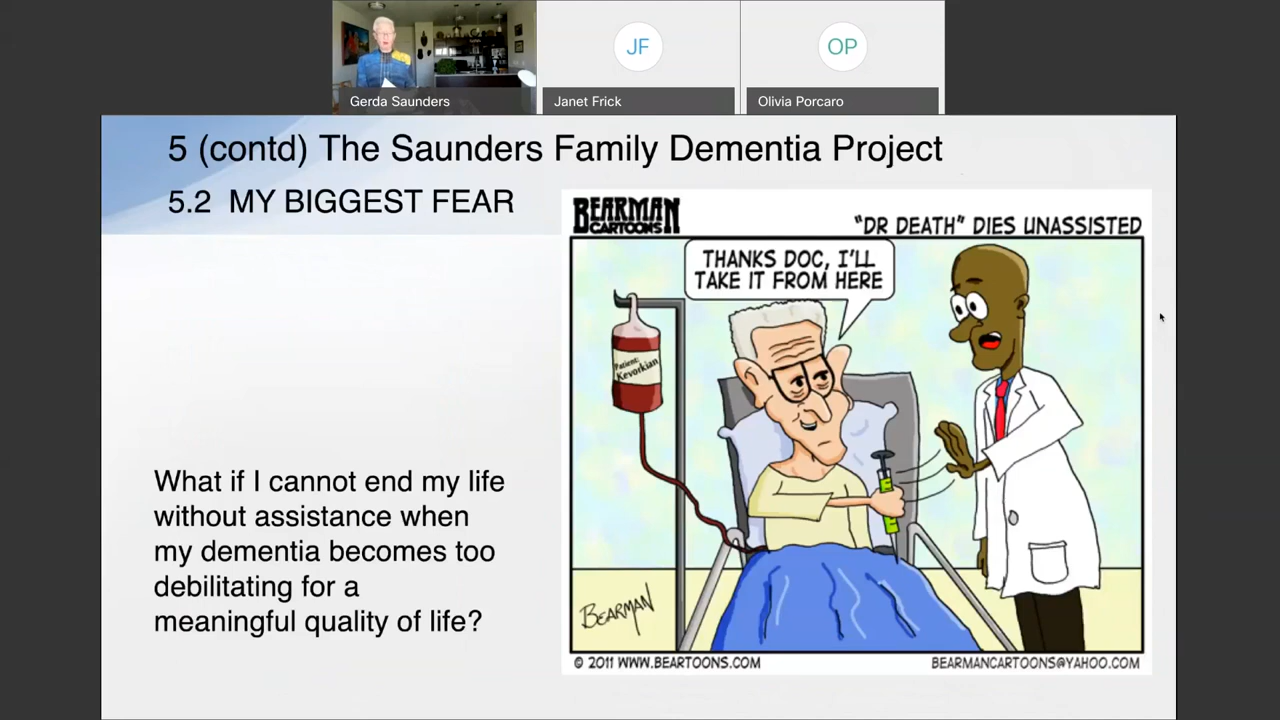 JF
OP
Gerda Saunders
Janet Frick
Olivia Porcaro
5 (contd) The Saunders Family Dementia Project
5.2 MY BIGGEST FEAR
BEARMAN
CARTOONS
"DR DEATH" DIES UNASSISTED
THANKS DOC, I'LL
TAKE IT FROM HERE
Patient:
Kevorkian
What if I cannot end my life
without assistance when
my dementia becomes too
debilitating for a
meaningful quality of life?
BEARMAN
© 2011 WWW.BEARTOONS.COM
BEARMANCARTOONS@YAHOO.COM